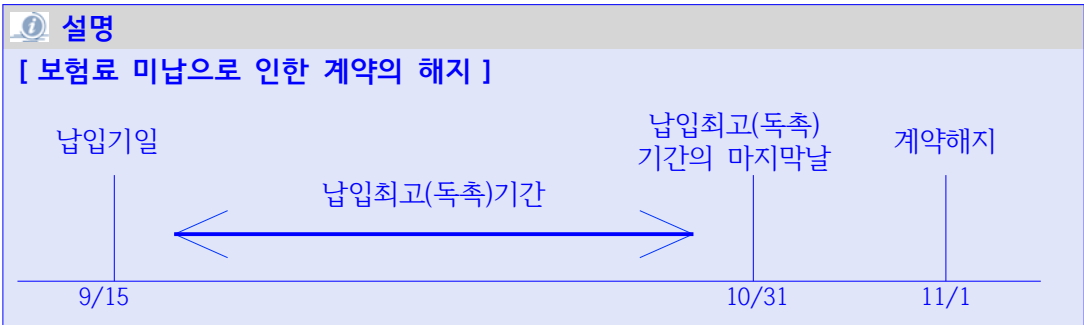 설명
[ 보험료 미납으로 인한 계약의 해지 ]
납입기일
납입최고(독촉)
기간의 마지막날
계약해지
납입최고(독촉)기간
9/15
10/31
11/1